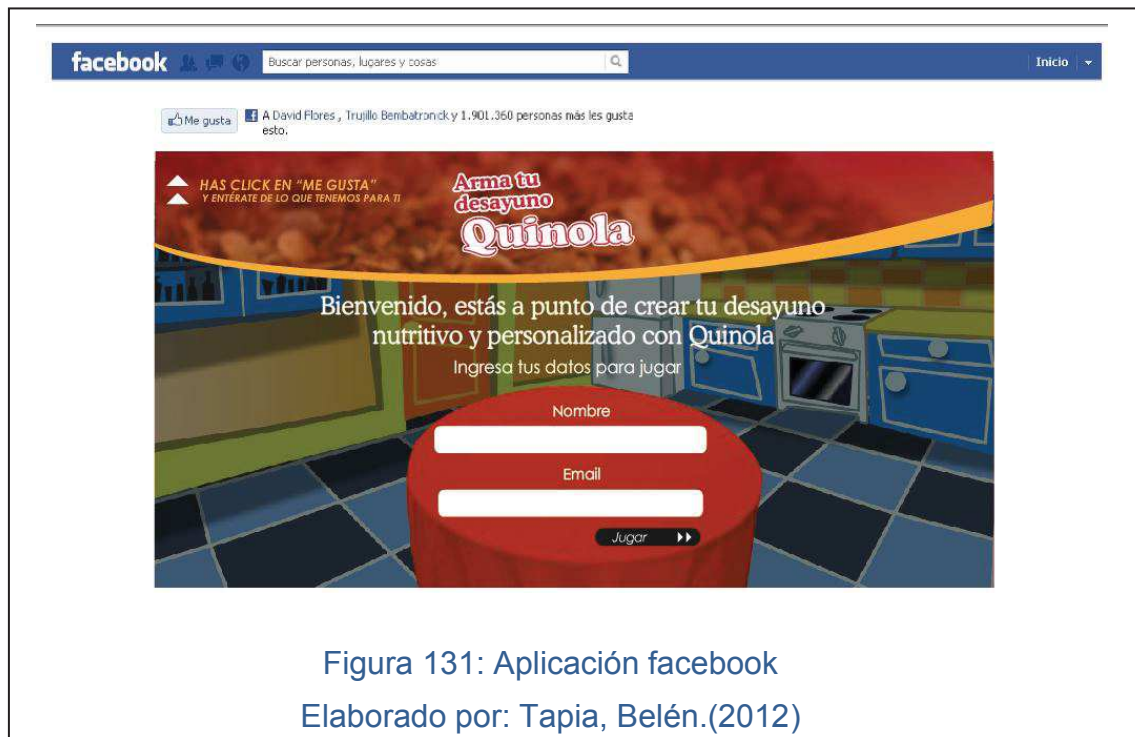 facebook
Buscar personas, lugares y cosas
Inicio
Me gusta
A David Flores , Trujillo Bembatronick y 1.901.360 personas más les gusta
esto.
HAS CLICK EN "ME GUSTA"
Y ENTÉRATE DE LO QUE TENEMOS PARA TI
Arma tu
desayuno
Quinola
Bienvenido, estás a punto de crear tu desayuno
nutritivo y personalizado con Quinola
Ingresa tus datos para jugar
Nombre
Email
Jugar
Figura 131: Aplicación facebook
Elaborado por: Tapia, Belén.(2012)